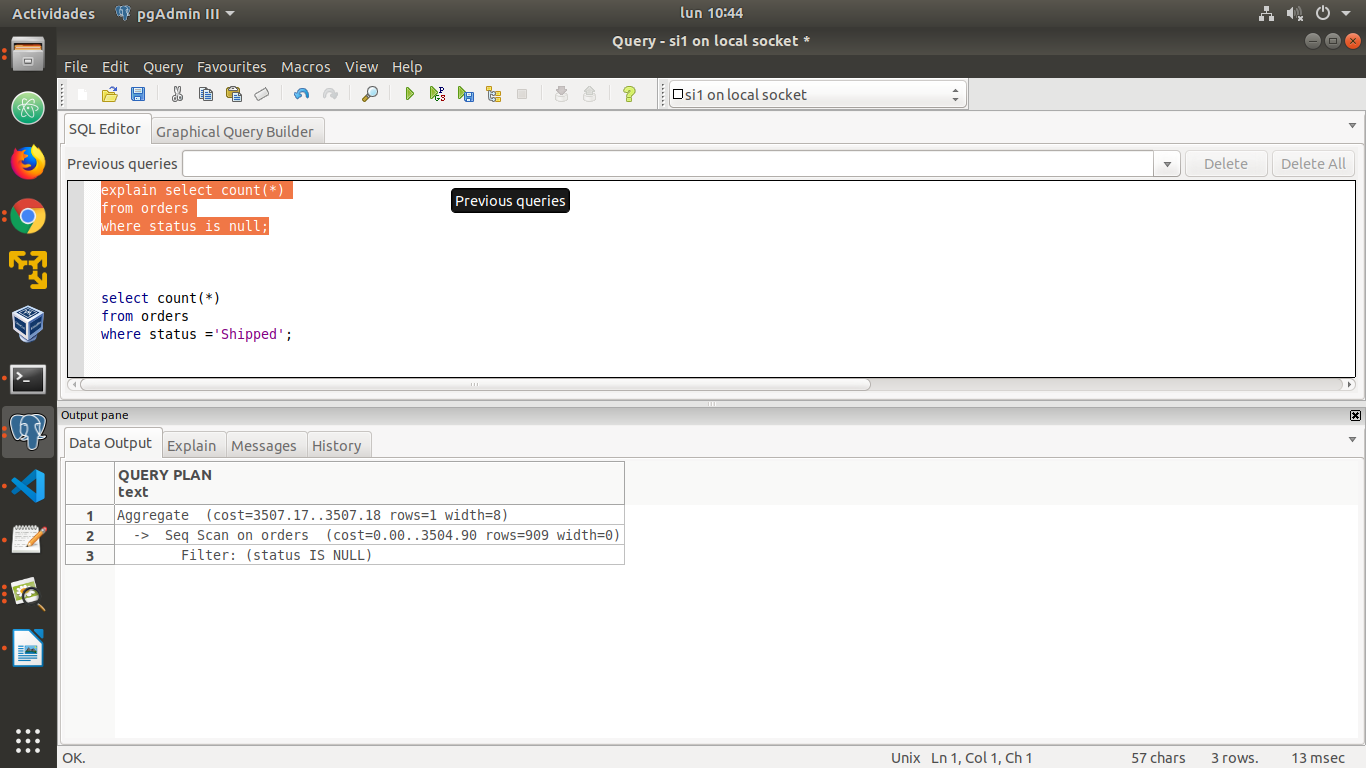 Actividades pgAdmin III lun 10:44
Query - si1 on local socket *
File Edit Query Favourites Macros View Help
si1 on local socket
SQL Editor Graphical Query Builder
Previous queries Delete Delete All
explain select count(*)
from orders
where status is null;
Previous queries
select count(*)
from orders
where status ='Shipped';
Output pane
Data Output Explain Messages History
QUERY PLAN
text
1 Aggregate  (cost=3507.17..3507.18 rows=1 width=8)
2   ->  Seq Scan on orders  (cost=0.00..3504.90 rows=909 width=0)
3         Filter: (status IS NULL)
OK. Unix Ln 1, Col 1, Ch 1 57 chars 3 rows. 13 msec